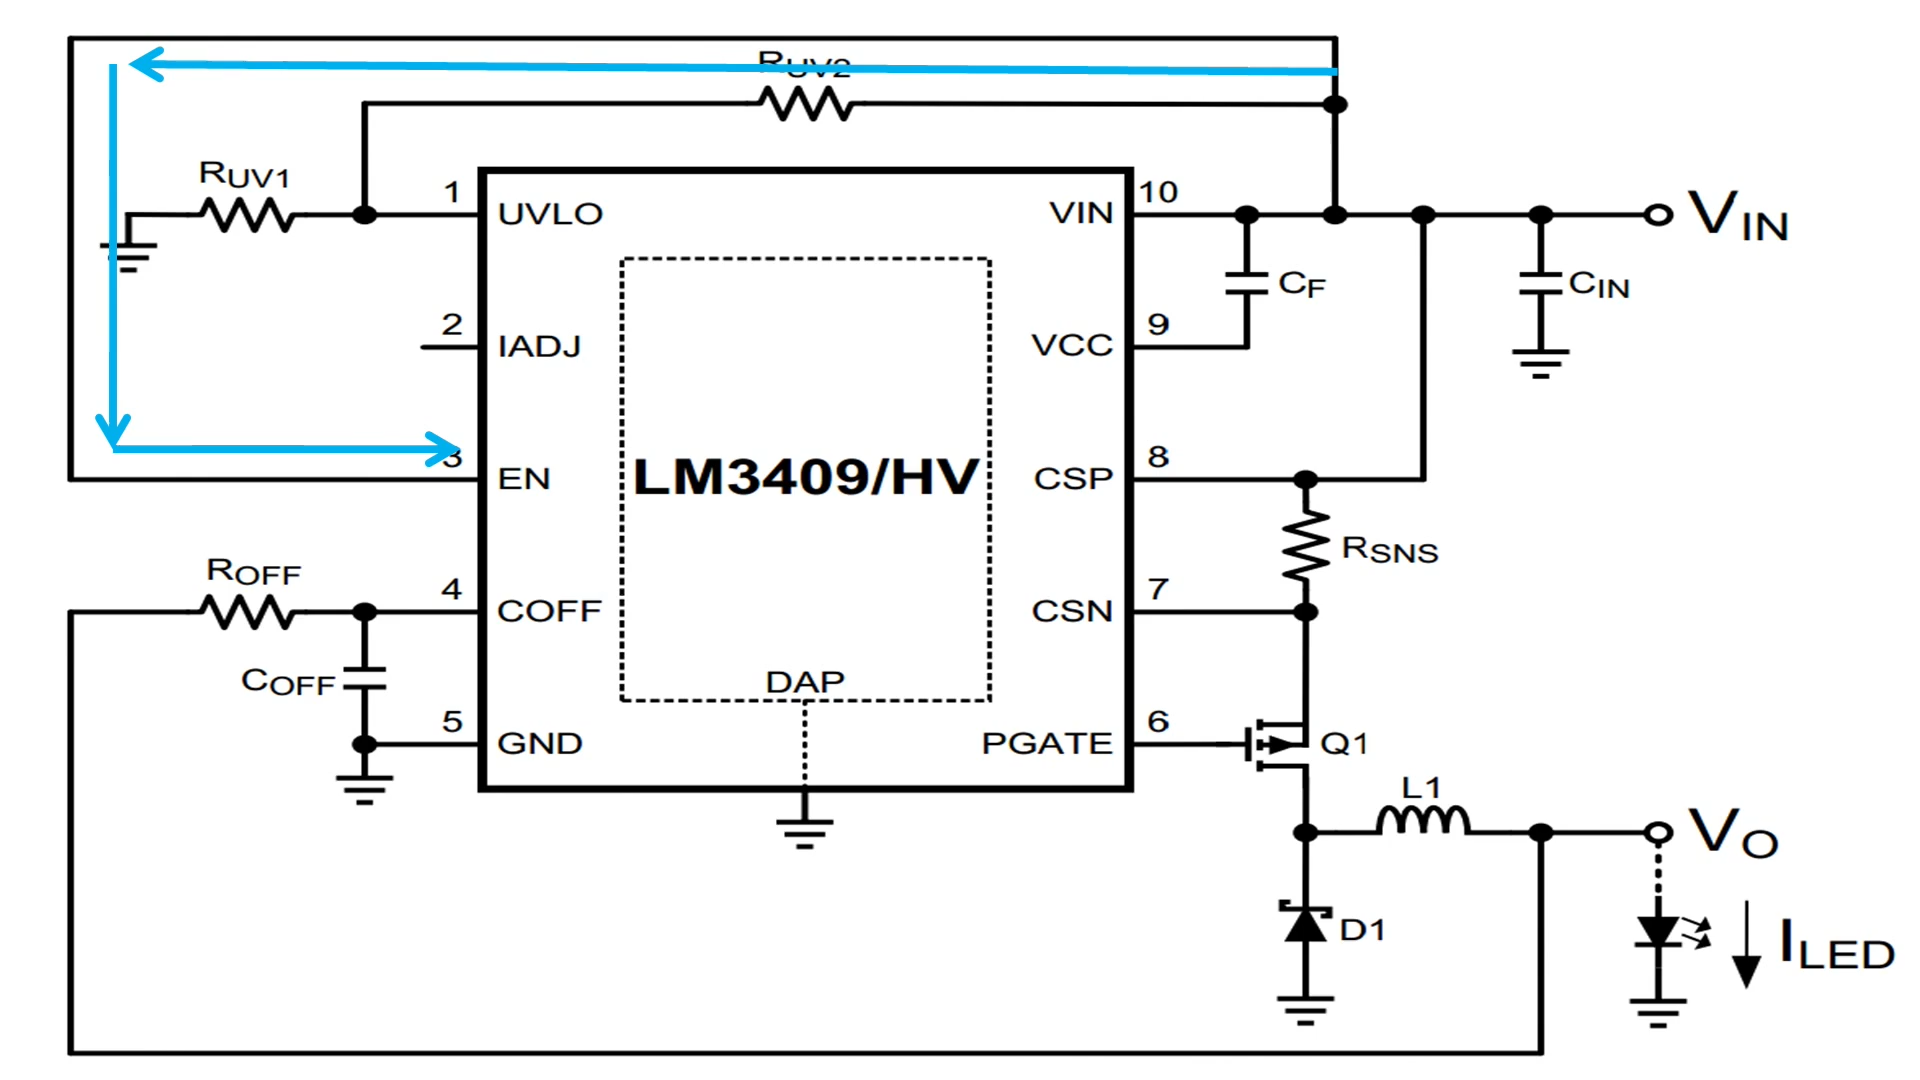 RUV2
RUV1
1
UVLO
10
VIN
VIN
CF
CIN
2
IADJ
9
VCC
3
EN
LM3409/HV
8
CSP
RSNS
ROFF
4
COFF
7
CSN
COFF
DAP
5
GND
6
PGATE
Q1
L1
VO
D1
ILED